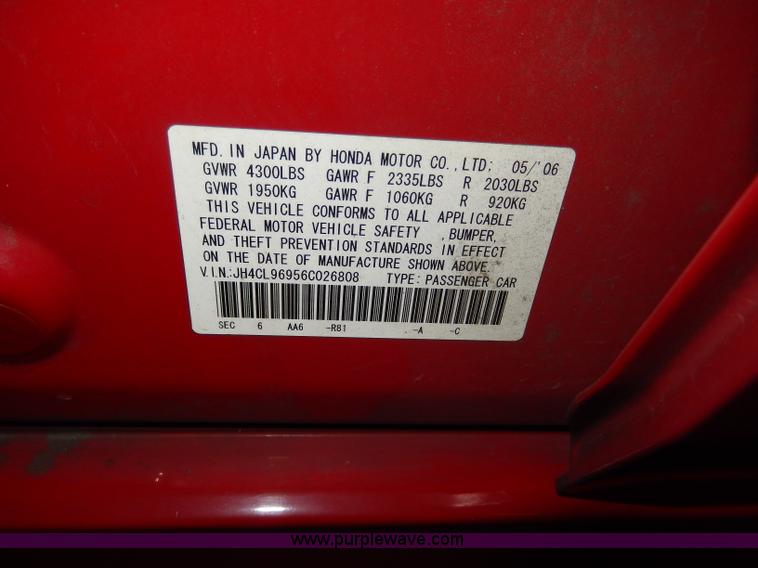 MFD. IN JAPAN BY HONDA MOTOR CO., LTD: 05/'06
GVWR 4300LBS GAWR F 2335LBS R 2030LBS
GVWR 1950KG GAWR F 1060KG R 920KG
THIS VEHICLE CONFORMS TO ALL APPLICABLE
FEDERAL MOTOR VEHICLE SAFETY , BUMPER,
AND THEFT PREVENTION STANDARDS IN EFFECT
ON THE DATE OF MANUFACTURE SHOWN ABOVE.
V.I.N.:JH4CL96956C026808 TYPE: PASSENGER CAR
SEC 6 AA6 -R81 . -A -C
www.purplewave.com